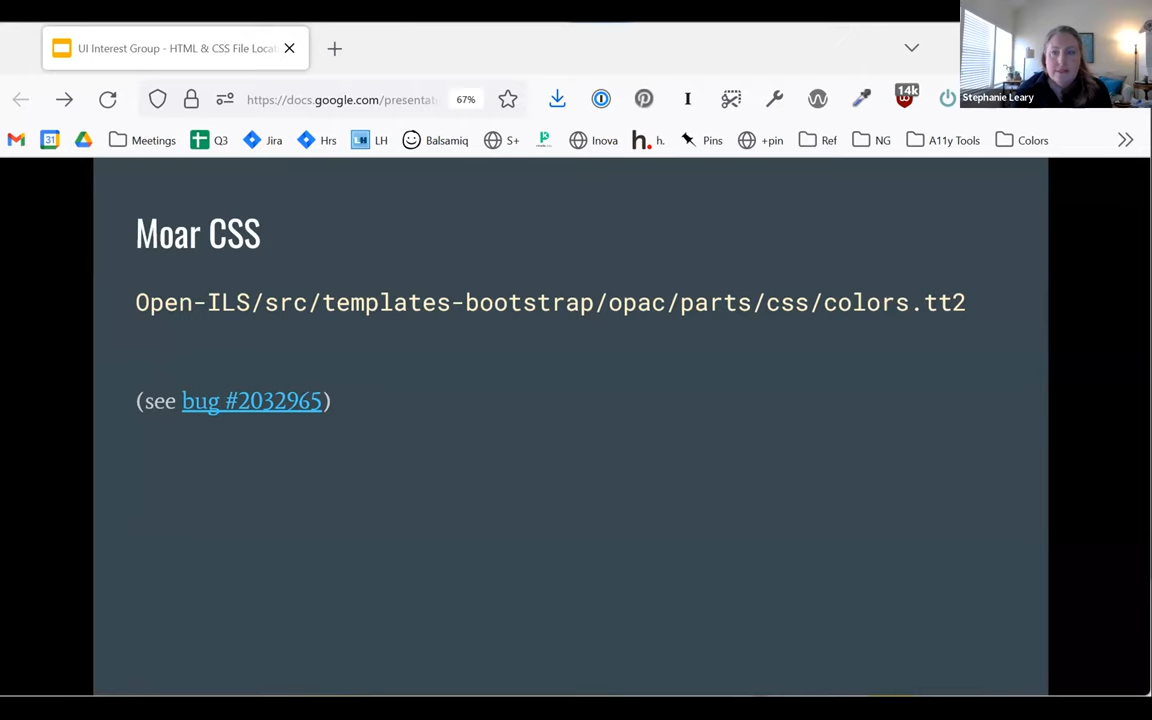 UI Interest Group - HTML & CSS File Locat
https://docs.google.com/presenta
67%
14k
Stephanie Leary
31
Meetings
Q3
Jira
Hrs
LH
LH
Balsamiq
S+
Inova
h.
h.
Pins
+pin
Ref
NG
A11y Tools
Colors
Moar CSS
Open-ILS/src/templates-bootstrap/opac/parts/css/colors.tt2
(see bug #2032965)